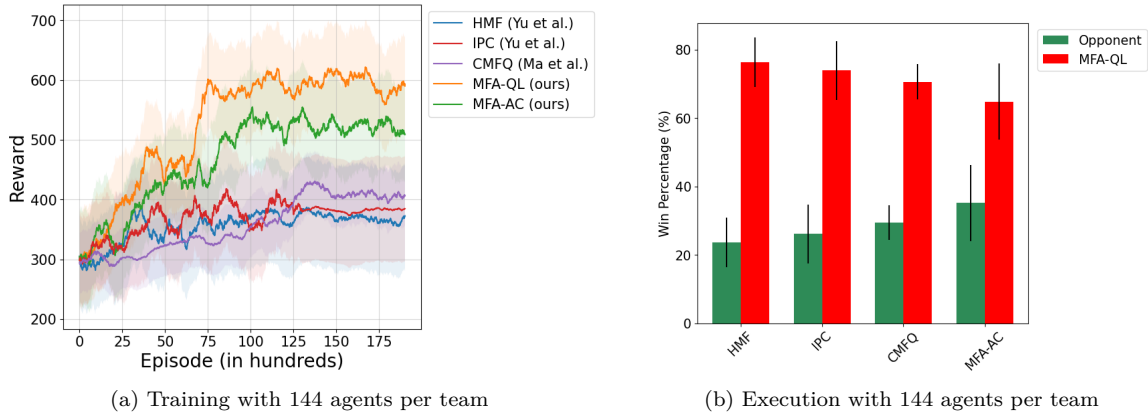 700
600
500
400
300
200
Reward
0
25
50
75
100
125
150
175
Episode (in hundreds)
HMF (Yu et al.)
IPC (Yu et al.)
CMFQ (Ma et al.)
MFA-QL (ours)
MFA-AC (ours)
(a) Training with 144 agents per team
80
60
40
20
0
Win Percentage (%)
HMF
IPC
CMFQ
MFA-AC
Opponent
MFA-QL
(b) Execution with 144 agents per team